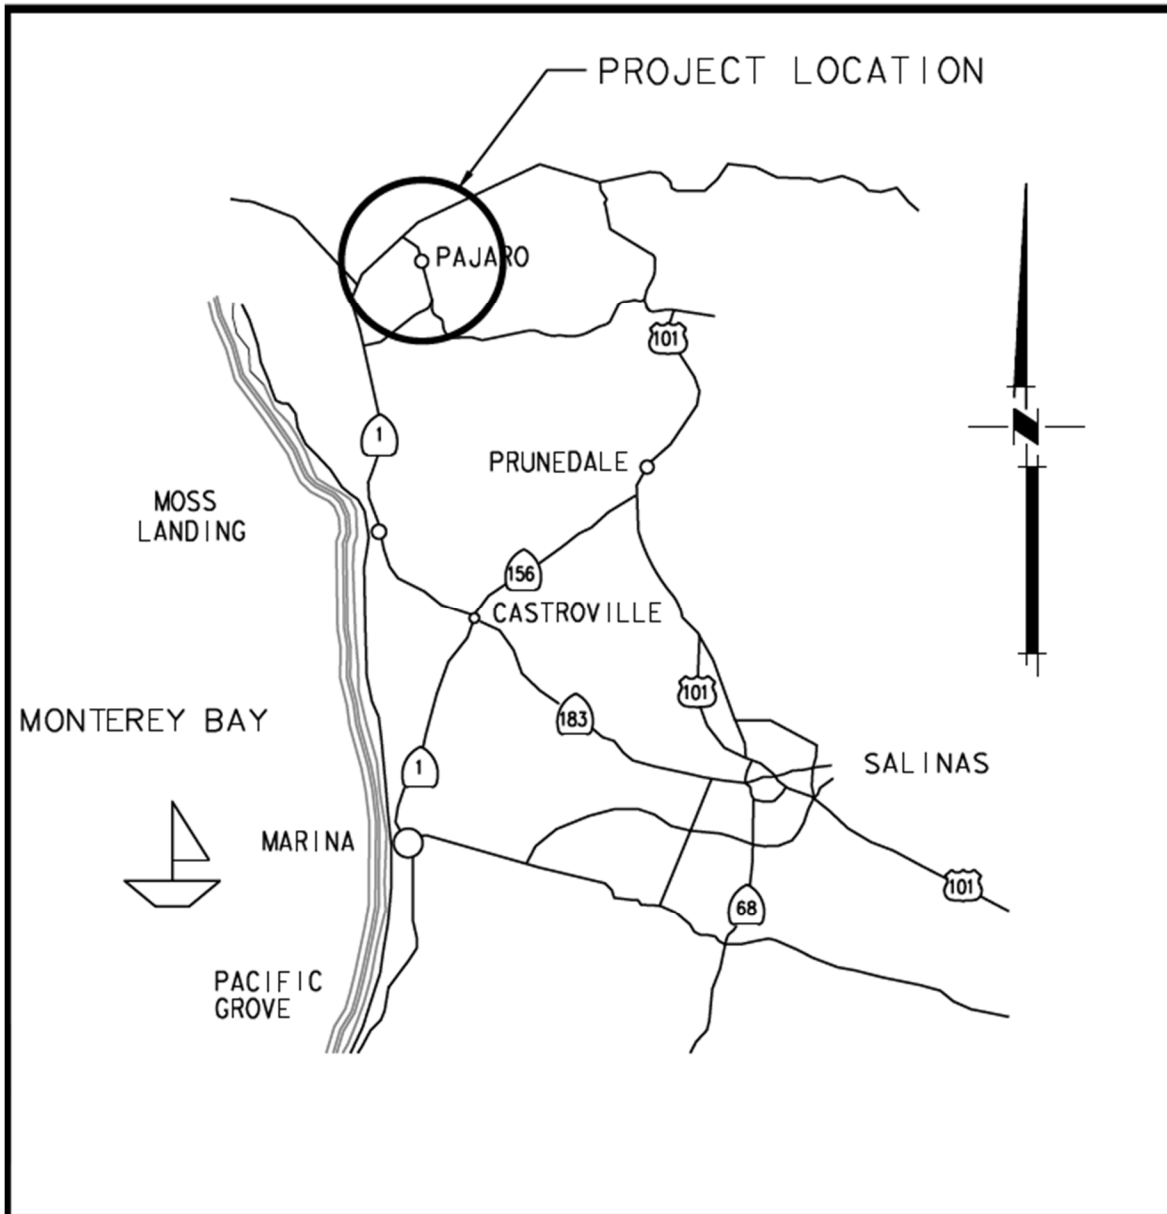 PROJECT LOCATION
PAJARO
101
1
PRUNEDALE
MOSS
LANDING
156
CASTROVILLE
101
183
MONTEREY BAY
1
SALINAS
MARINA
101
68
PACIFIC
GROVE